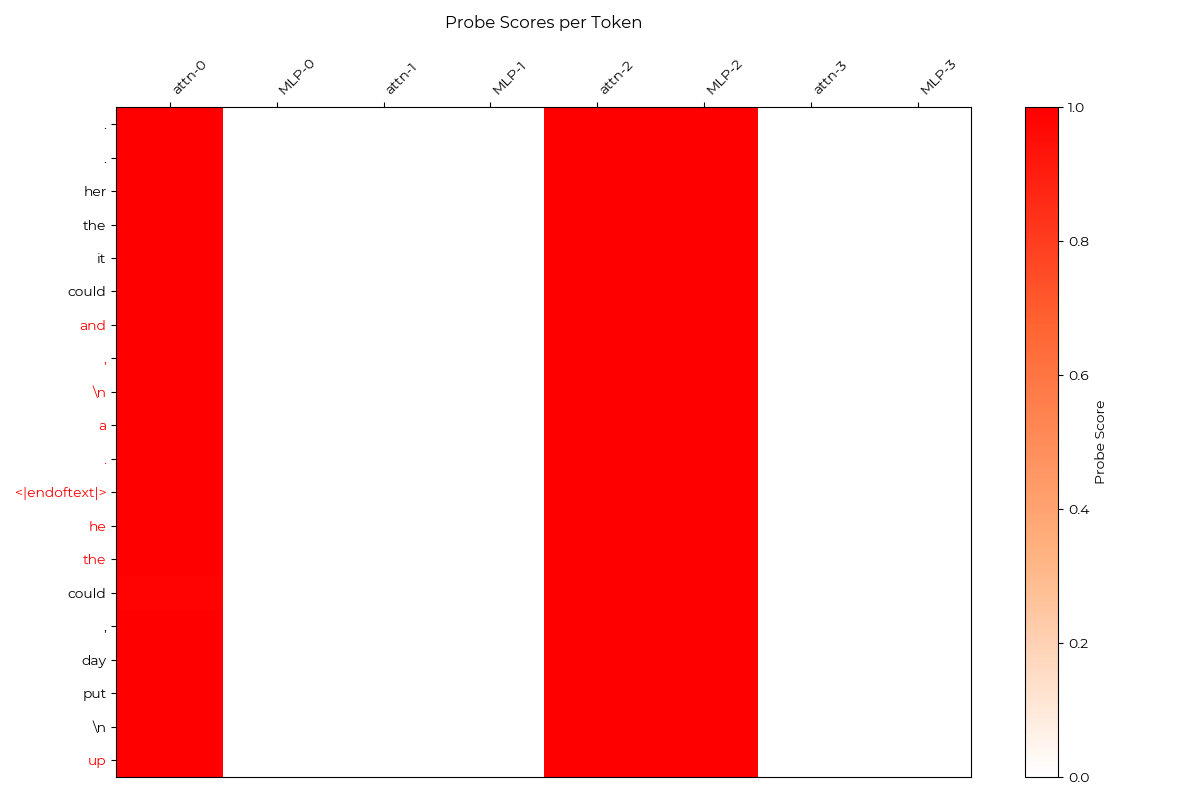 Probe Scores per Token
attn-0 MLP-0 attn-1 MLP-1 attn-2 MLP-2 attn-3 MLP-3
.
.
her
the
it
could
and
,
\n
a
.
<|endoftext|>
he
the
could
,
day
put
\n
up
1.0
0.8
0.6
0.4
0.2
0.0
Probe Score